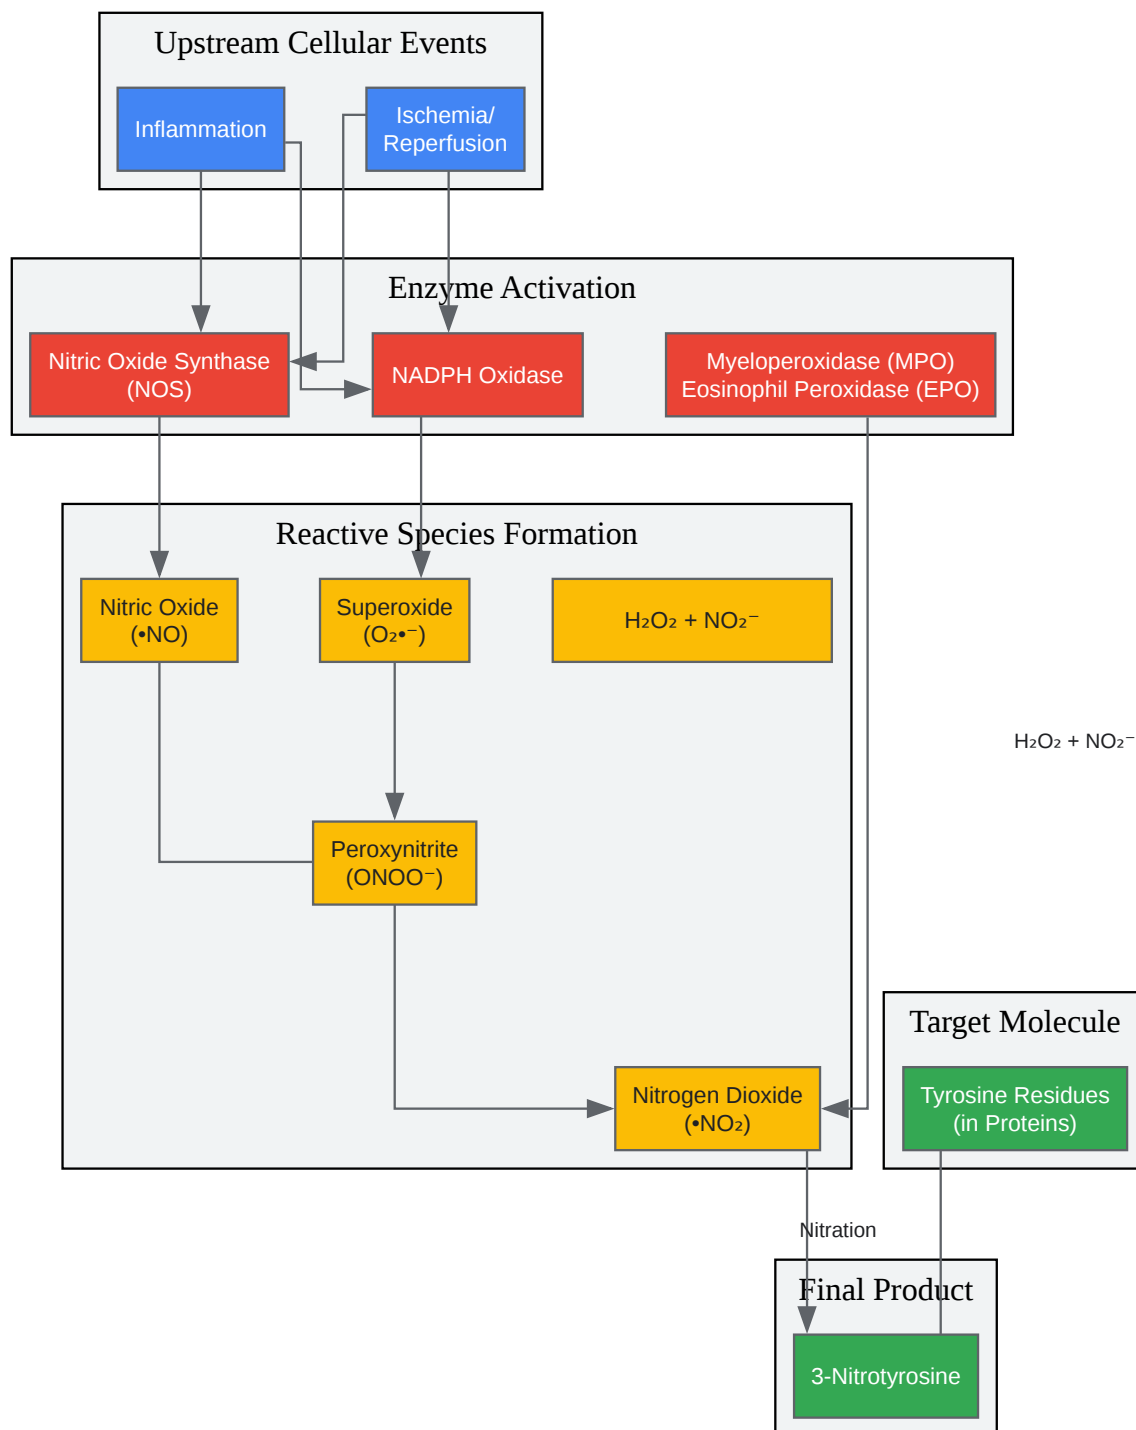 Upstream Cellular Events
Inflammation
Ischemia/
Reperfusion
Enzyme Activation
Nitric Oxide Synthase
(NOS)
NADPH Oxidase
Myeloperoxidase (MPO)
Eosinophil Peroxidase (EPO)
Reactive Species Formation
Nitric Oxide
(•NO)
Superoxide
(O₂•⁻)
H₂O₂ + NO₂⁻
H₂O₂ + NO₂⁻
Peroxynitrite
(ONOO⁻)
Target Molecule
Nitrogen Dioxide
(•NO₂)
Tyrosine Residues
(in Proteins)
Nitration
Final Product
3-Nitrotyrosine